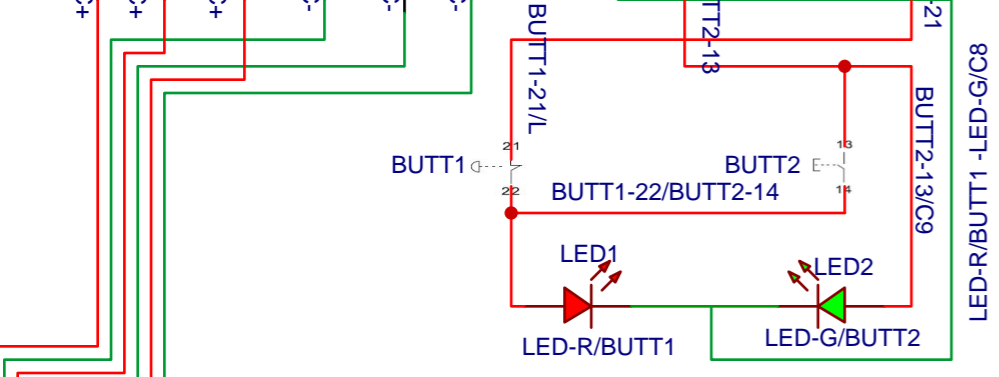 C+
C+
C+
C-
C-
C-
BUTT1-21/L
TT2-13
-21
BUTT2-13/C9
LED-R/BUTT1 -LED-G/C8
21
BUTT1
22
13
BUTT2
14
BUTT1-22/BUTT2-14
LED1
LED2
LED-R/BUTT1
LED-G/BUTT2